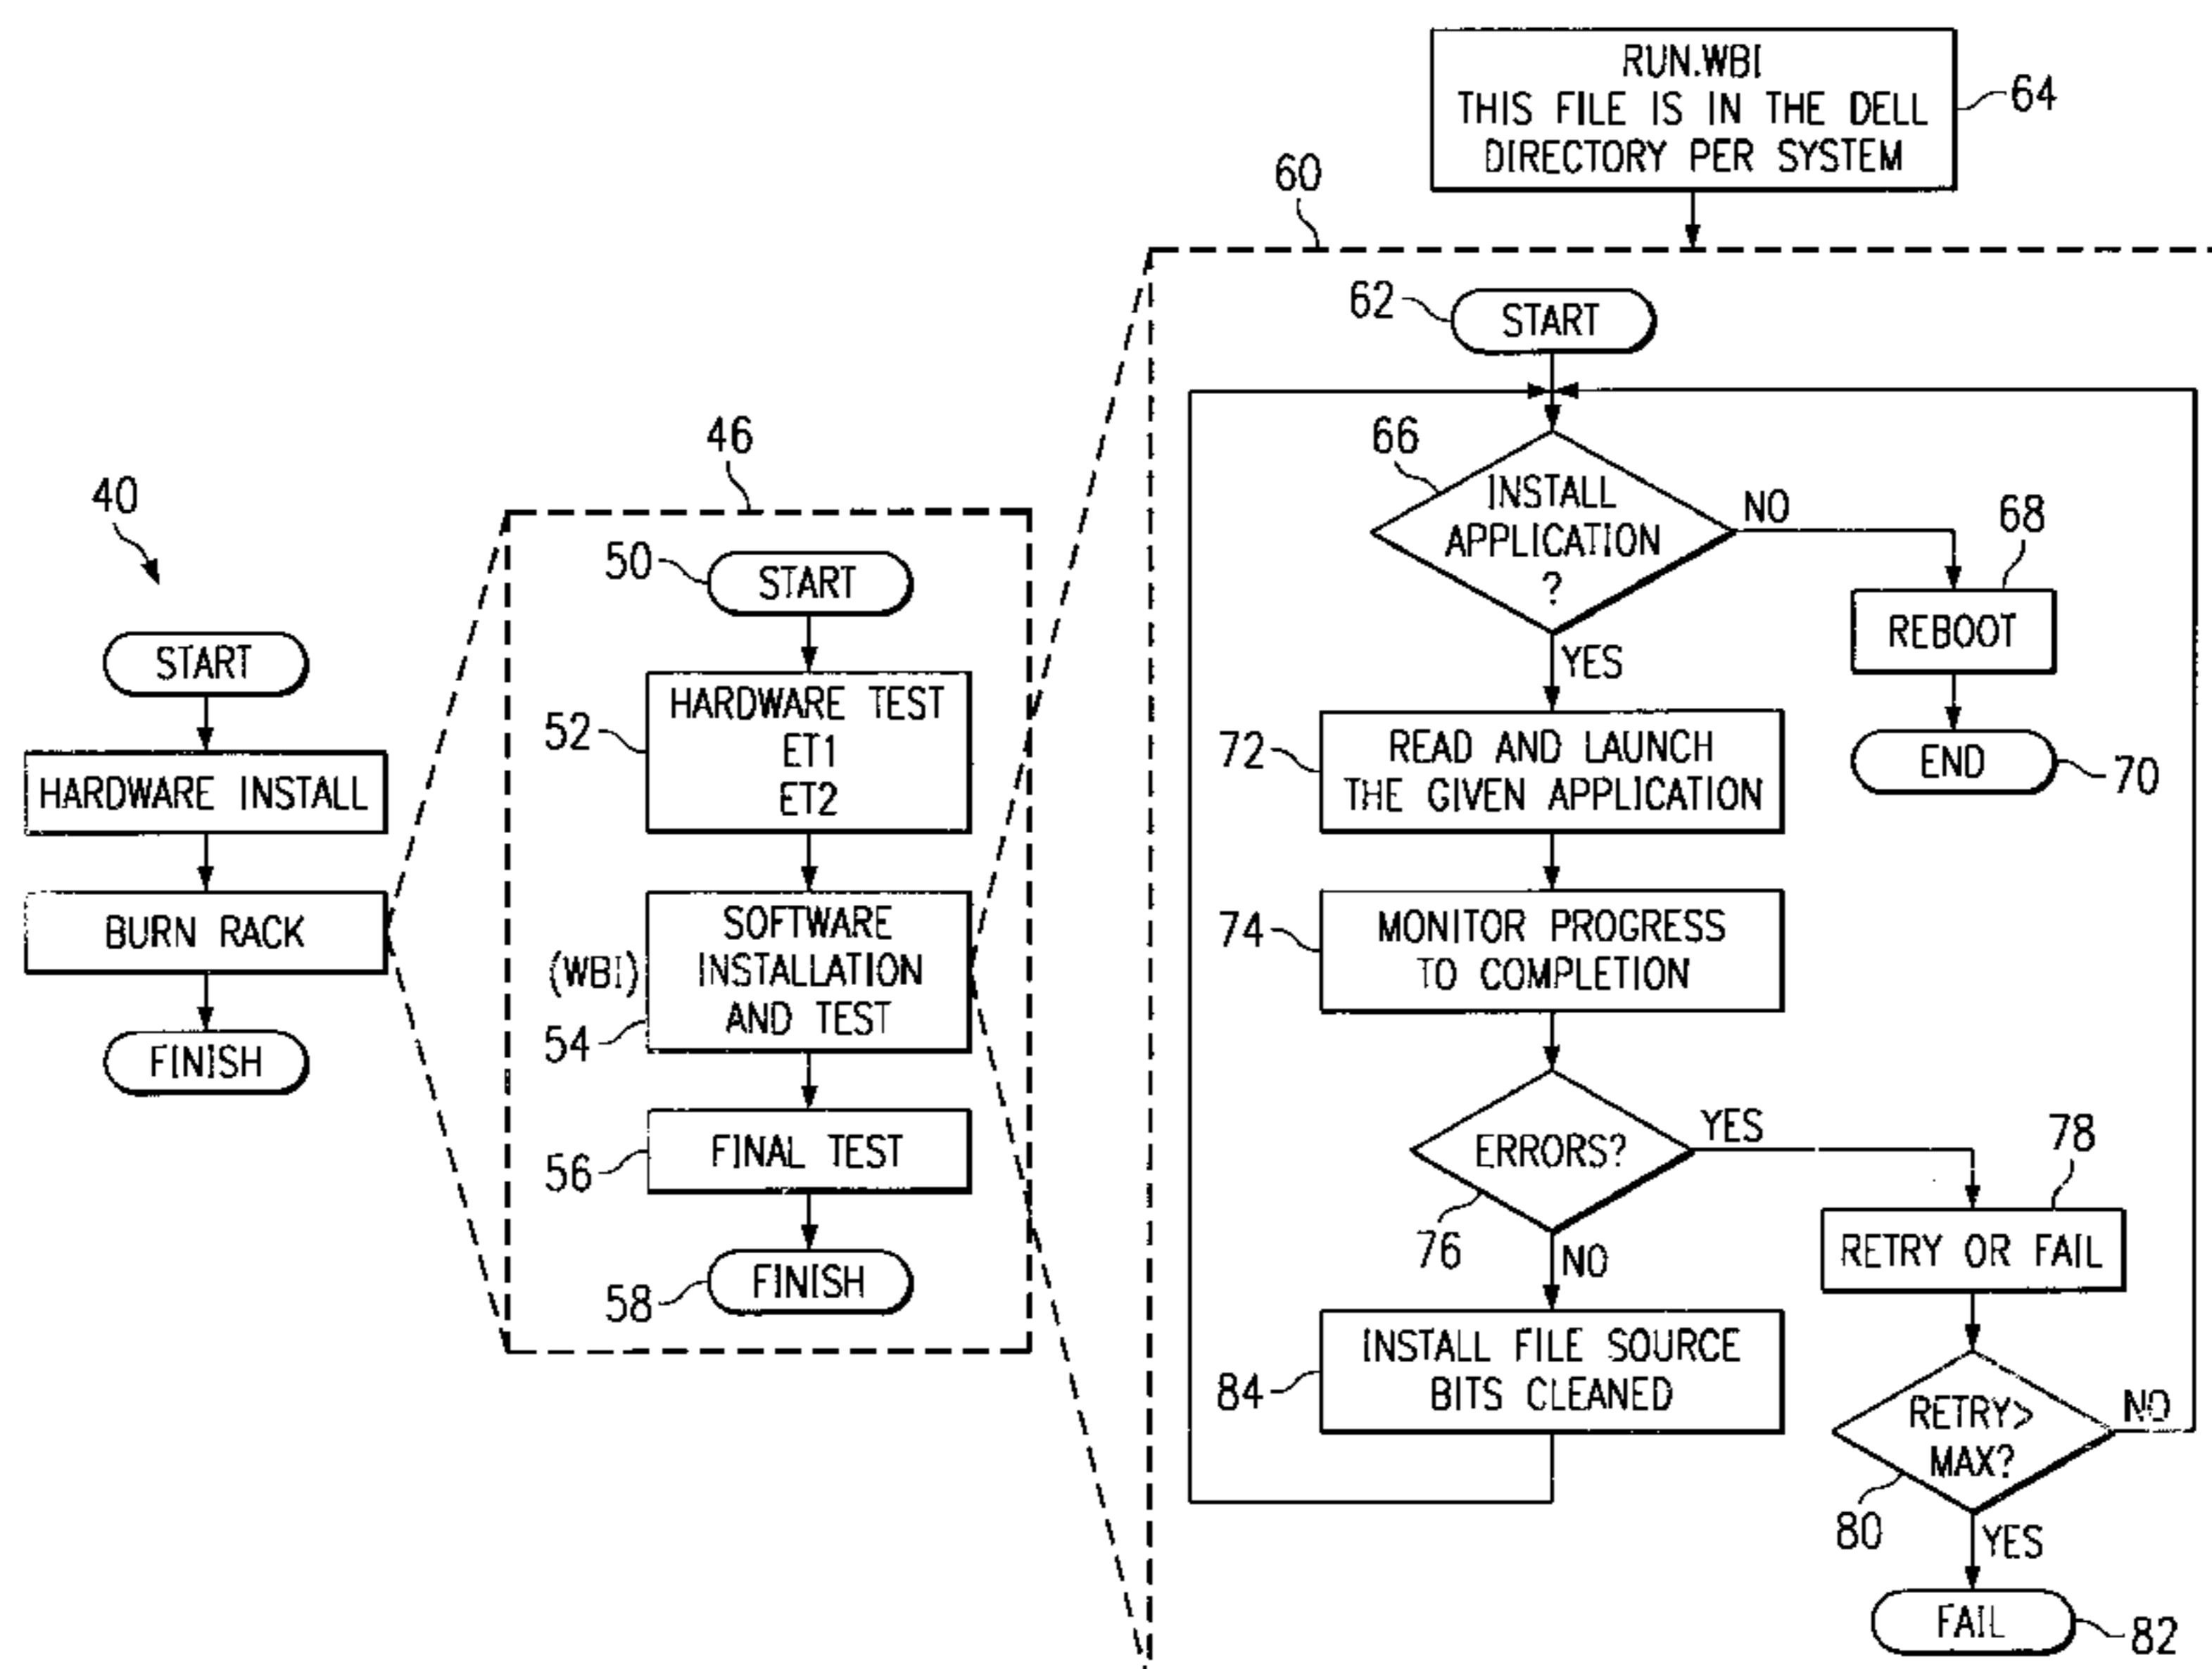 40
START
HARDWARE INSTALL
BURN RACK
FINISH
46
50
START
52
HARDWARE TEST
ET1
ET2
(WBI)
54
SOFTWARE
INSTALLATION
AND TEST
56
FINAL TEST
58
FINISH
RUN.WBI
THIS FILE IS IN THE DELL
DIRECTORY PER SYSTEM
64
60
62
START
66
INSTALL
APPLICATION
?
NO
68
REBOOT
END
70
YES
72
READ AND LAUNCH
THE GIVEN APPLICATION
74
MONITOR PROGRESS
TO COMPLETION
ERRORS?
76
YES
78
RETRY OR FAIL
NO
84
INSTALL FILE SOURCE
BITS CLEANED
RETRY>
MAX?
NO
80
YES
FAIL
82